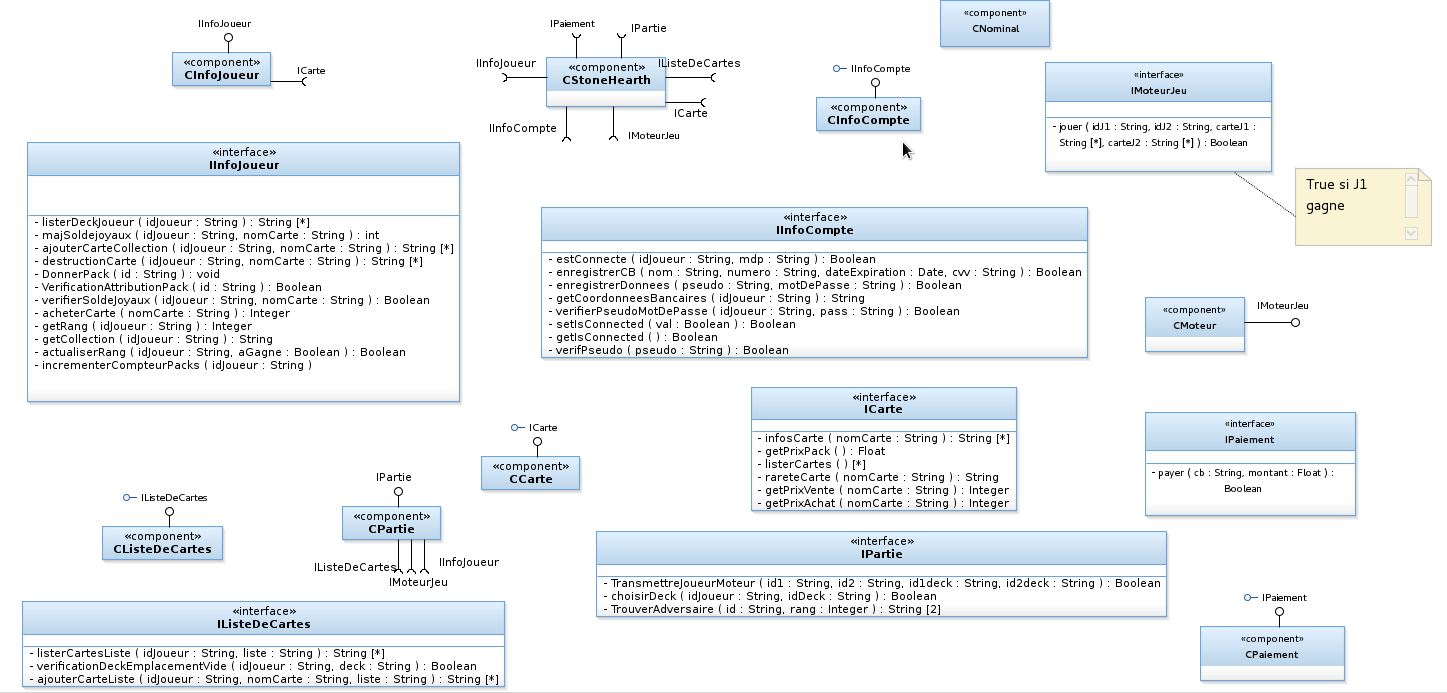 IInfoJoueur
«component»
CInfoJoueur
ICarte
IPaiement
IPartie
IInfoJoueur
IListeDeCartes
«component»
CStoneHearth
ICarte
IInfoCompte
IMoteurJeu
IInfoCompte
«component»
CInfoCompte
«component»
CNominal
«interface»
IMoteurJeu
- jouer ( idJ1 : String, idJ2 : String, carteJ1 :
String [*], carteJ2 : String [*] ) : Boolean
True si J1
gagne
«interface»
IInfoJoueur
- listerDeckJoueur ( idJoueur : String ) : String [*]
- majSoldejoyaux ( idJoueur : String, nomCarte : String ) : int
- ajouterCarteCollection ( idJoueur : String, nomCarte : String ) : String [*]
- destructionCarte ( idJoueur : String, nomCarte : String ) : String [*]
- DonnerPack ( id : String ) : void
- VerificationAttributionPack ( id : String ) : Boolean
- verifierSoldeJoyaux ( idJoueur : String, nomCarte : String ) : Boolean
- acheterCarte ( nomCarte : String ) : Integer
- getRang ( idJoueur : String ) : Integer
- getCollection ( idJoueur : String ) : String
- actualiserRang ( idJoueur : String, aGagne : Boolean ) : Boolean
- incrementerCompteurPacks ( idJoueur : String )
«interface»
IInfoCompte
- estConnecte ( idJoueur : String, mdp : String ) : Boolean
- enregistrerCB ( nom : String, numero : String, dateExpiration : Date, cvv : String ) : Boolean
- enregistrerDonnees ( pseudo : String, motDePasse : String ) : Boolean
- getCoordonneesBancaires ( idJoueur : String ) : String
- verifierPseudoMotDePasse ( idJoueur : String, pass : String ) : Boolean
- setIsConnected ( val : Boolean ) : Boolean
- getIsConnected ( ) : Boolean
- verifPseudo ( pseudo : String ) : Boolean
«component»
CMoteur
IMoteurJeu
«interface»
ICarte
- infosCarte ( nomCarte : String ) : String [*]
- getPrixPack ( ) : Float
- listerCartes ( ) [*]
- rareteCarte ( nomCarte : String ) : String
- getPrixVente ( nomCarte : String ) : Integer
- getPrixAchat ( nomCarte : String ) : Integer
«interface»
IPaiement
- payer ( cb : String, montant : Float ) :
Boolean
ICarte
«component»
CCarte
IPartie
«component»
CPartie
IListeDeCartes
IInfoJoueur
IMoteurJeu
IListeDeCartes
«component»
CListeDeCartes
«interface»
IPartie
- TransmettreJoueurMoteur ( id1 : String, id2 : String, id1deck : String, id2deck : String ) : Boolean
- choisirDeck ( idJoueur : String, idDeck : String ) : Boolean
- TrouverAdversaire ( id : String, rang : Integer ) : String [2]
«interface»
IListeDeCartes
- listerCartesListe ( idJoueur : String, liste : String ) : String [*]
- verificationDeckEmplacementVide ( idJoueur : String, deck : String ) : Boolean
- ajouterCarteListe ( idJoueur : String, nomCarte : String, liste : String ) : String [*]
IPaiement
«component»
CPaiement